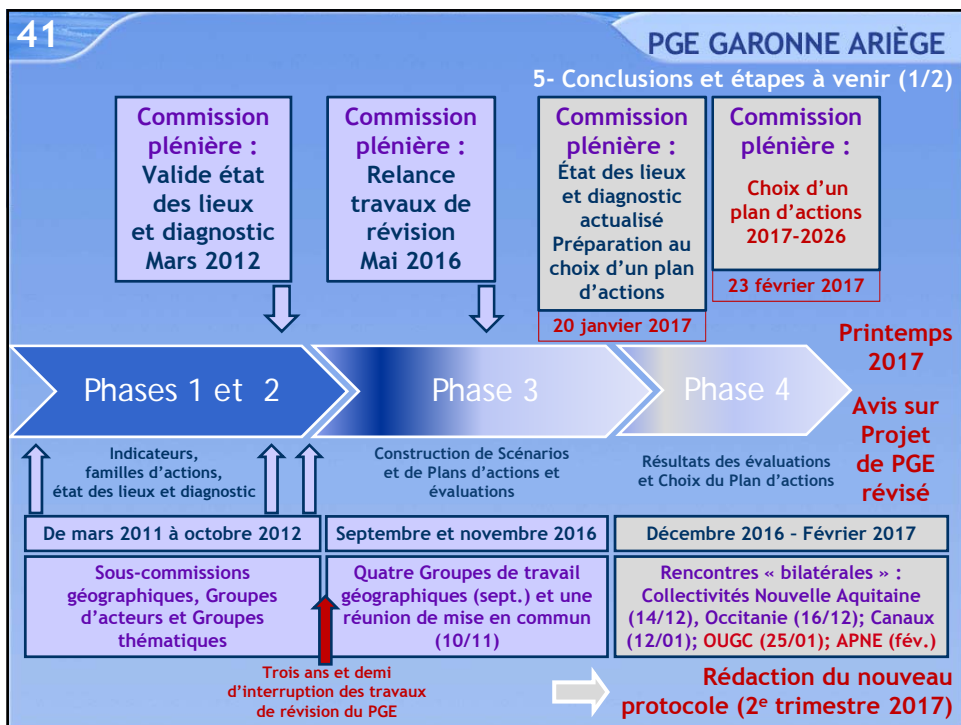 41
PGE GARONNE ARIÈGE
5- Conclusions et étapes à venir (1/2)
Commission
plénière :
Valide état
des lieux
et diagnostic
Mars 2012
Commission
plénière :
Relance
travaux de
révision
Mai 2016
Commission
plénière :
État des lieux
et diagnostic
actualisé
Préparation au
choix d'un plan
d'actions
20 janvier 2017
Commission
plénière :
Choix d'un
plan d'actions
2017-2026
23 février 2017
Phases 1 et 2
Phase 3
Phase 4
Printemps
2017
Avis sur
Projet
de PGE
révisé
Indicateurs,
familles d'actions,
état des lieux et diagnostic
Construction de Scénarios
et de Plans d'actions et
évaluations
Résultats des évaluations
et Choix du Plan d'actions
De mars 2011 à octobre 2012
Septembre et novembre 2016
Décembre 2016 – Février 2017
Sous-commissions
géographiques, Groupes
d'acteurs et Groupes
thématiques
Quatre Groupes de travail
géographiques (sept.) et une
réunion de mise en commun
(10/11)
Rencontres « bilatérales » :
Collectivités Nouvelle Aquitaine
(14/12), Occitanie (16/12); Canaux
(12/01); OUGC (25/01); APNE (fév.)
Trois ans et demi
d'interruption des travaux
de révision du PGE
Rédaction du nouveau
protocole (2e trimestre 2017)